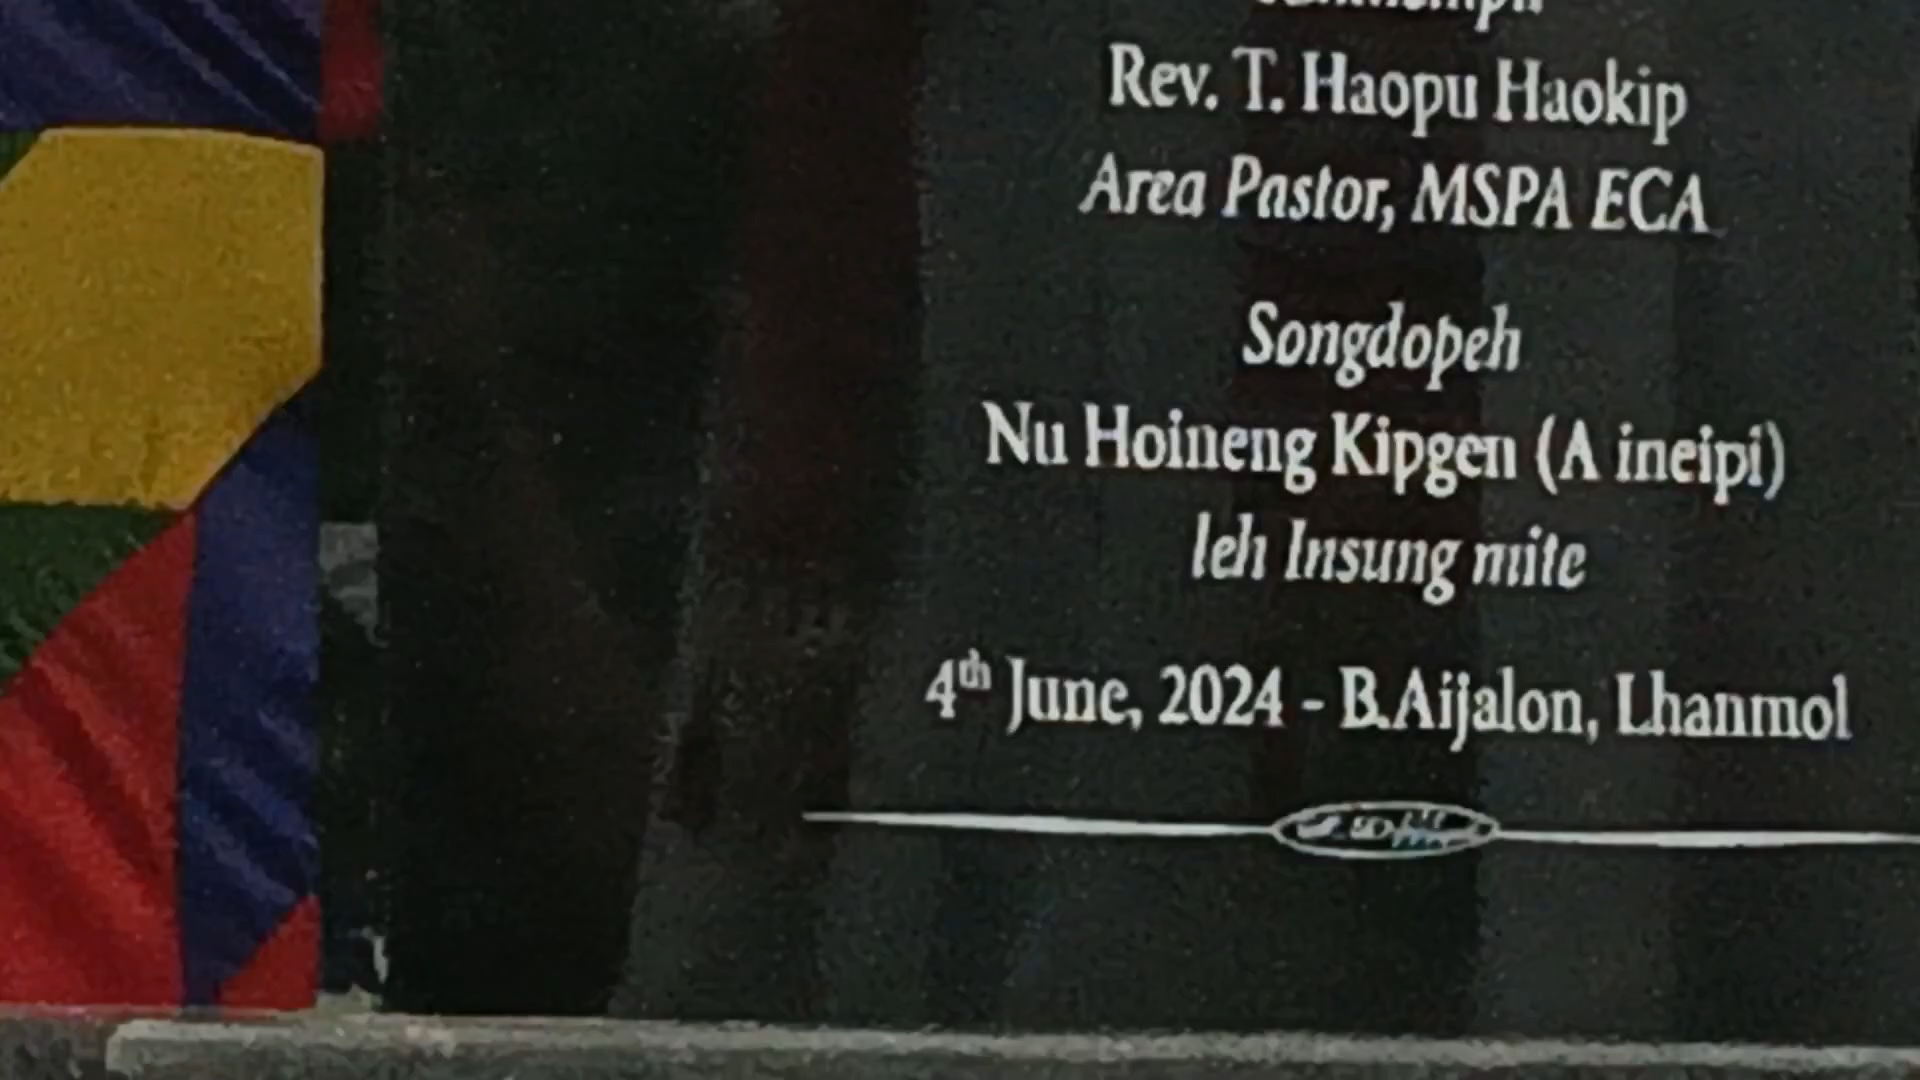 Rev. T. Haopu Haokip
Area Pastor, MSPA ECA
Songdopeh
Nu Hoineng Kipgen (A ineipi)
leh Insung mite
4th June, 2024 - B.Aijalon, Lhanmol